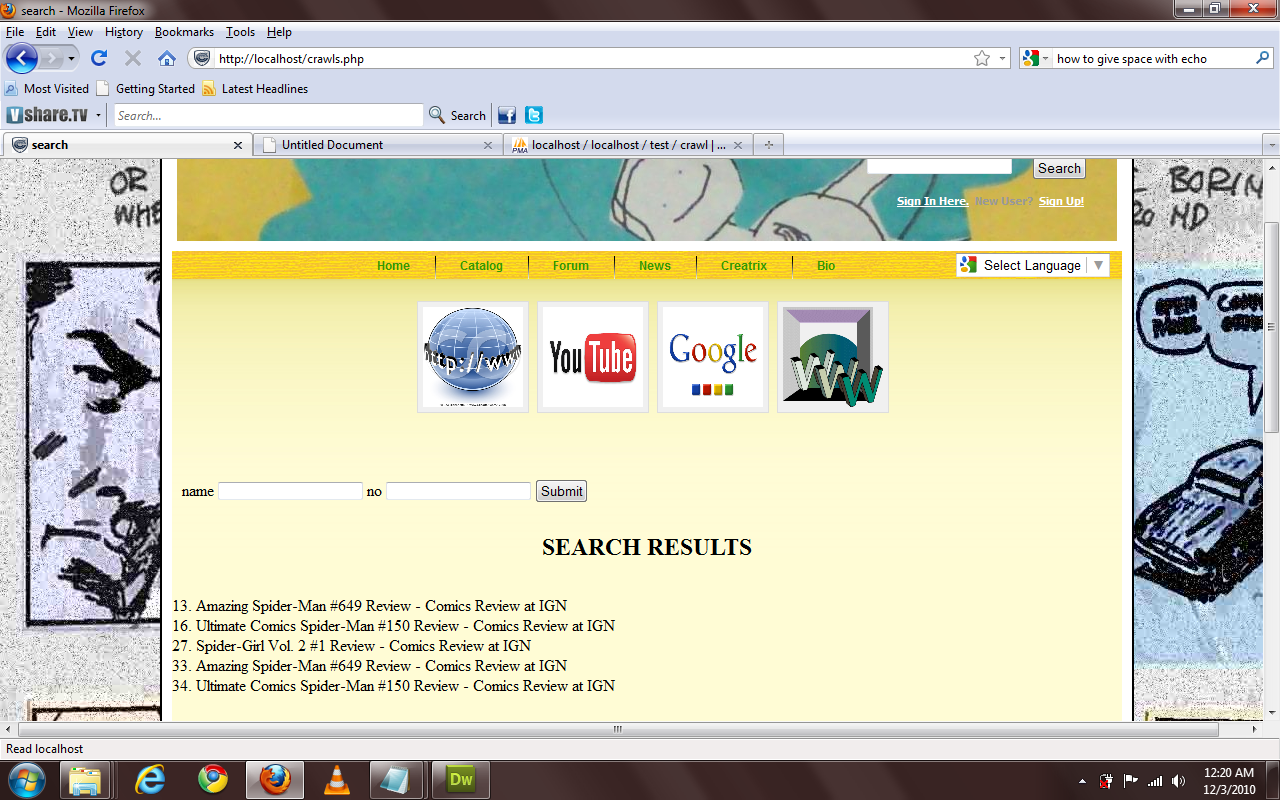 search - Mozilla Firefox
File Edit View History Bookmarks Tools Help
http://localhost/crawls.php
how to give space with echo
Most Visited Getting Started Latest Headlines
Vshare.TV Search... Search
search Untitled Document localhost / localhost / test / crawl | ...
PMA
OR
WHE
Search
Sign In Here. New User? Sign Up!
BORIN
20 ND
Home Catalog Forum News Creatrix Bio Select Language
OPEN
http://www
YouTube
Google
WWW
name no Submit
SEARCH RESULTS
13. Amazing Spider-Man #649 Review - Comics Review at IGN
16. Ultimate Comics Spider-Man #150 Review - Comics Review at IGN
27. Spider-Girl Vol. 2 #1 Review - Comics Review at IGN
33. Amazing Spider-Man #649 Review - Comics Review at IGN
34. Ultimate Comics Spider-Man #150 Review - Comics Review at IGN
Read localhost
Dw
12:20 AM
12/3/2010